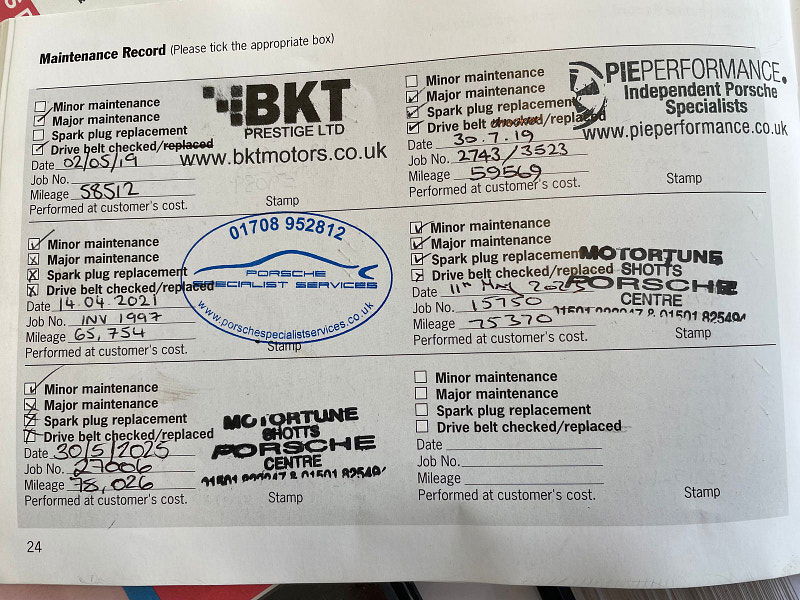 Maintenance Record (Please tick the appropriate box)
Minor maintenance
Major maintenance
Spark plug replacement
Drive belt checked/replaced
Date 02/05/19
Job No.
Mileage 58512
Performed at customer's cost.
BKT
PRESTIGE LTD
www.bktmotors.co.uk
Stamp
Minor maintenance
Major maintenance
Spark plug replacement
Drive belt checked/replaced
Date 30.7.19
Job No. 2743/3523
Mileage 59569
Performed at customer's cost.
PIEPERFORMANCE.
Independent Porsche
Specialists
www.pieperformance.co.uk
Stamp
Minor maintenance
Major maintenance
Spark plug replacement
Drive belt checked/replaced
Date 14.04.2021
Job No. INV 1997
Mileage 65,754
Performed at customer's cost.
01708 952812
PORSCHE
SPECIALIST SERVICES
www.porschespecialistservices.co.uk
Stamp
Minor maintenance
Major maintenance
Spark plug replacement
Drive belt checked/replaced
Date 11th May
Job No. 15750
Mileage 75370
Performed at customer's cost.
MOTORTUNE
SHOTTS
PORSCHE
CENTRE
& 01501 825494
Stamp
Minor maintenance
Major maintenance
Spark plug replacement
Drive belt checked/replaced
Date 30/5/2025
Job No. 27006
Mileage 78,026
Performed at customer's cost.
MOTORTUNE
SHOTTS
PORSCHE
CENTRE
Stamp
Minor maintenance
Major maintenance
Spark plug replacement
Drive belt checked/replaced
Date
Job No.
Mileage
Performed at customer's cost.
Stamp
24